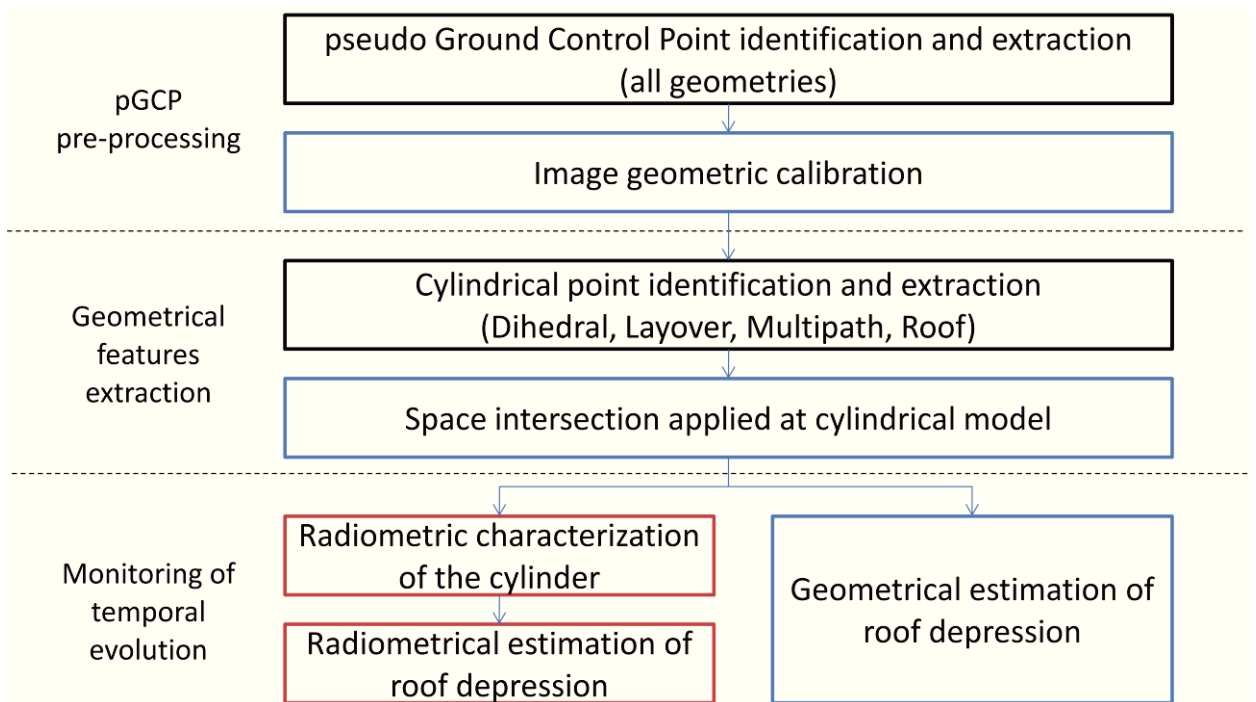 pGCP
pre-processing
pseudo Ground Control Point identification and extraction
(all geometries)
Image geometric calibration
Geometrical
features
extraction
Cylindrical point identification and extraction
(Dihedral, Layover, Multipath, Roof)
Space intersection applied at cylindrical model
Monitoring of
temporal
evolution
Radiometric characterization
of the cylinder
Radiometrical estimation of
roof depression
Geometrical estimation of
roof depression